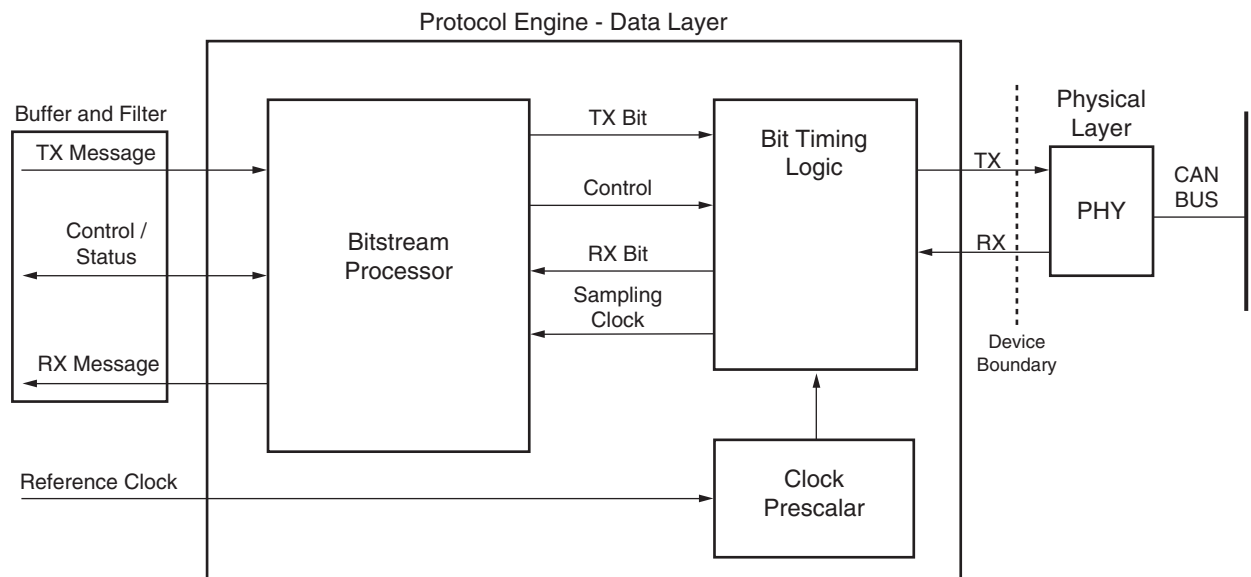 Protocol Engine - Data Layer
Buffer and Filter
TX Message
Control /
Status
RX Message
Reference Clock
Bitstream
Processor
TX Bit
Control
RX Bit
Sampling
Clock
Bit Timing
Logic
Clock
Prescalar
TX
RX
Device
Boundary
Physical
Layer
PHY
CAN
BUS